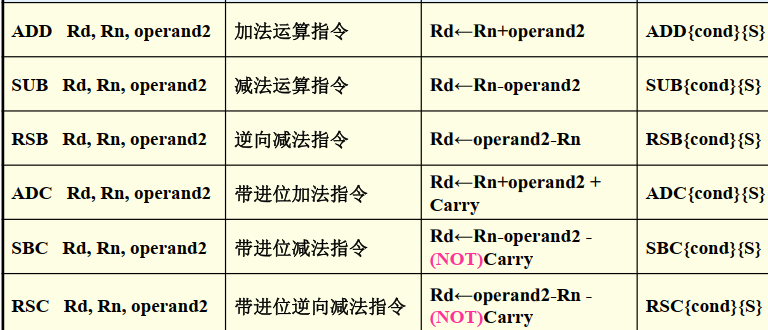 ADD Rd, Rn, operand2 加法运算指令 Rd←Rn+operand2 ADD{cond}{S}
SUB Rd, Rn, operand2 减法运算指令 Rd←Rn-operand2 SUB{cond}{S}
RSB Rd, Rn, operand2 逆向减法指令 Rd←operand2-Rn RSB{cond}{S}
ADC Rd, Rn, operand2 带进位加法指令 Rd←Rn+operand2 +
Carry ADC{cond}{S}
SBC Rd, Rn, operand2 带进位减法指令 Rd←Rn-operand2 -
(NOT)Carry SBC{cond}{S}
RSC Rd, Rn, operand2 带进位逆向减法指令 Rd←operand2-Rn -
(NOT)Carry RSC{cond}{S}